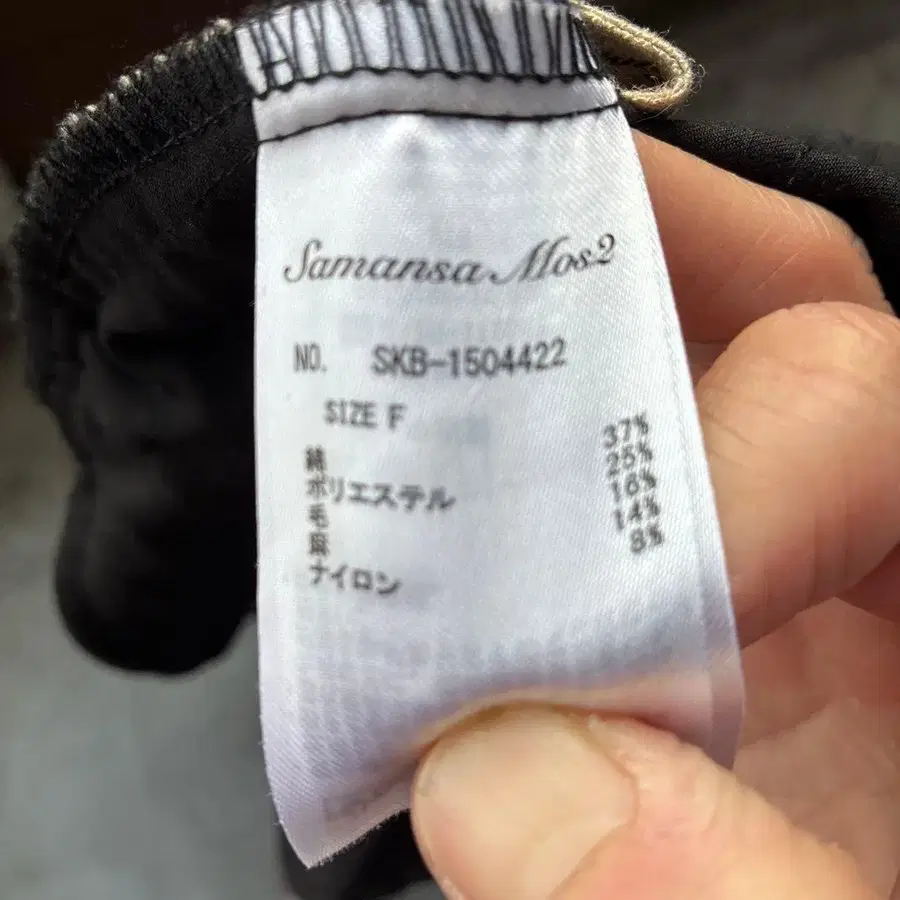 Samansa Mos2
NO. SKB-1504422
SIZE F
綿 37%
ポリエステル 25%
毛 16%
麻 14%
ナイロン 8%